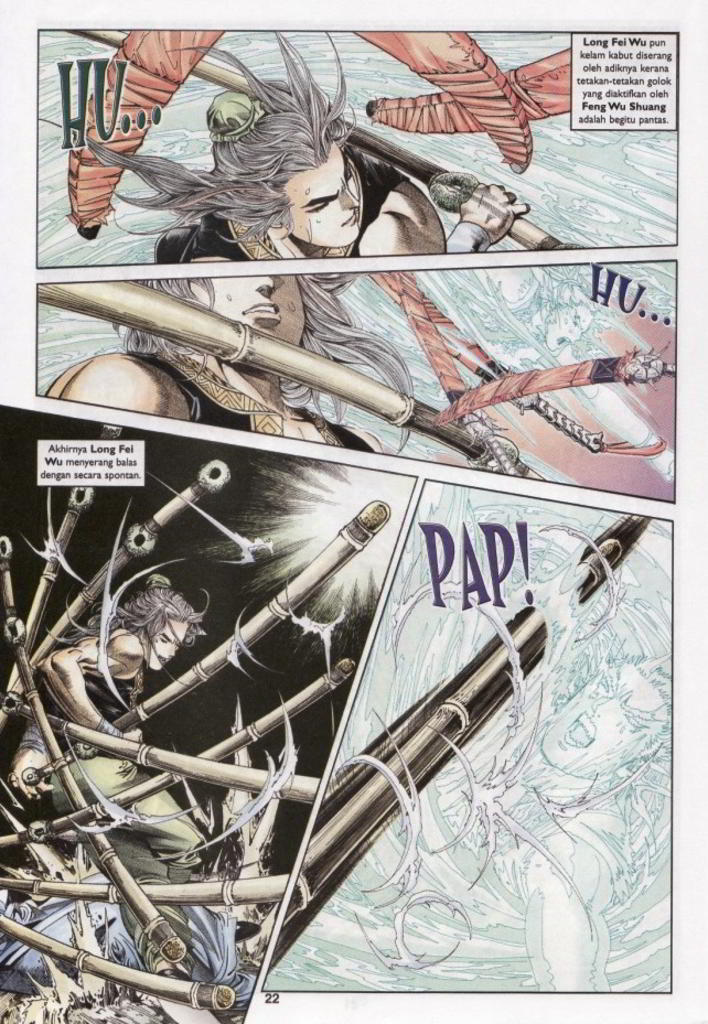 HU...
Long Fei Wu pun
kelam kabut diserang
oleh adiknya kerana
tetakan-tetakan golok
yang diaktifkan oleh
Feng Wu Shuang
adalah begitu pantas.
HU...
Akhirnya Long Fei
Wu menyerang balas
dengan secara spontan.
PAP!
22